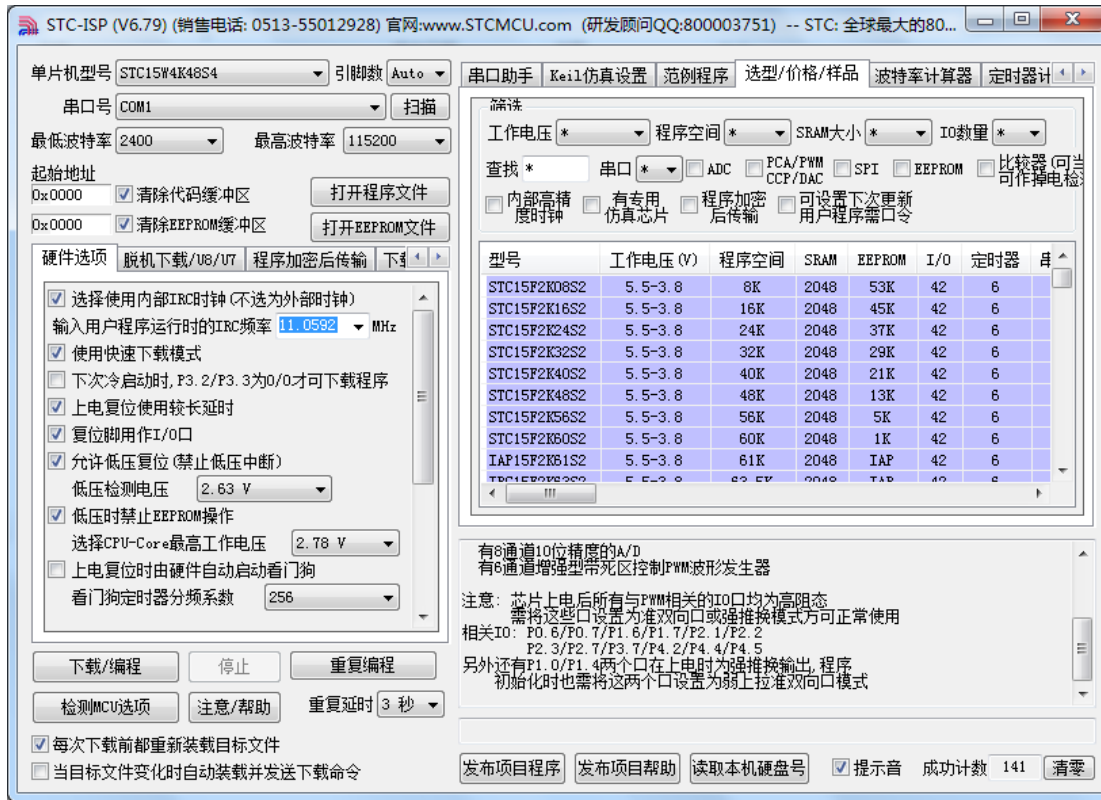 STC-ISP (V6.79) (销售电话: 0513-55012928) 官网:www.STCMCU.com (研发顾问QQ:800003751) -- STC: 全球最大的80...
单片机型号 STC15W4K48S4 引脚数 Auto
串口号 COM1 扫描
最低波特率 2400 最高波特率 115200
起始地址
0x0000 清除代码缓冲区 打开程序文件
0x0000 清除EEPROM缓冲区 打开EEPROM文件
硬件选项 脱机下载/U8/U7 程序加密后传输
选择使用内部IRC时钟(不选为外部时钟)
输入用户程序运行时的IRC频率 11.0592 MHz
使用快速下载模式
下次冷启动时,P3.2/P3.3为0/0才可下载程序
上电复位使用较长延时
复位脚用作I/O口
允许低压复位(禁止低压中断)
低压检测电压 2.63 V
低压时禁止EEPROM操作
选择CPU-Core最高工作电压 2.78 V
上电复位时由硬件自动启动看门狗
看门狗定时器分频系数 256
下载/编程 停止 重复编程
检测MCU选项 注意/帮助 重复延时 3 秒
每次下载前都重新装载目标文件
当目标文件变化时自动装载并发送下载命令
串口助手 Keil仿真设置 范例程序 选型/价格/样品 波特率计算器 定时器计
筛选
工作电压 * 程序空间 * SRAM大小 * IO数量 *
查找 * 串口 * ADC PCA/PWM CCP/DAC SPI EEPROM 比较器(可当 可作掉电检
内部高精度时钟 有专用仿真芯片 程序加密后传输 可设置下次更新用户程序需口令
型号 工作电压(V) 程序空间 SRAM EEPROM I/O 定时器 串
STC15F2K08S2 5.5-3.8 8K 2048 53K 42 6
STC15F2K16S2 5.5-3.8 16K 2048 45K 42 6
STC15F2K24S2 5.5-3.8 24K 2048 37K 42 6
STC15F2K32S2 5.5-3.8 32K 2048 29K 42 6
STC15F2K40S2 5.5-3.8 40K 2048 21K 42 6
STC15F2K48S2 5.5-3.8 48K 2048 13K 42 6
STC15F2K56S2 5.5-3.8 56K 2048 5K 42 6
STC15F2K60S2 5.5-3.8 60K 2048 1K 42 6
IAP15F2K61S2 5.5-3.8 61K 2048 IAP 42 6
有8通道10位精度的A/D
有6通道增强型带死区控制PWM波形发生器
注意: 芯片上电后所有与PWM相关的IO口均为高阻态
需将这些口设置为准双向口或强推挽模式方可正常使用
相关IO: P0.6/P0.7/P1.6/P1.7/P2.1/P2.2
P2.3/P2.7/P3.7/P4.2/P4.4/P4.5
另外还有P1.0/P1.4两个口在上电时为强推挽输出,程序
初始化时也需将这两个口设置为弱上拉准双向口模式
发布项目程序 发布项目帮助 读取本机硬盘号 提示音 成功计数 141 清零